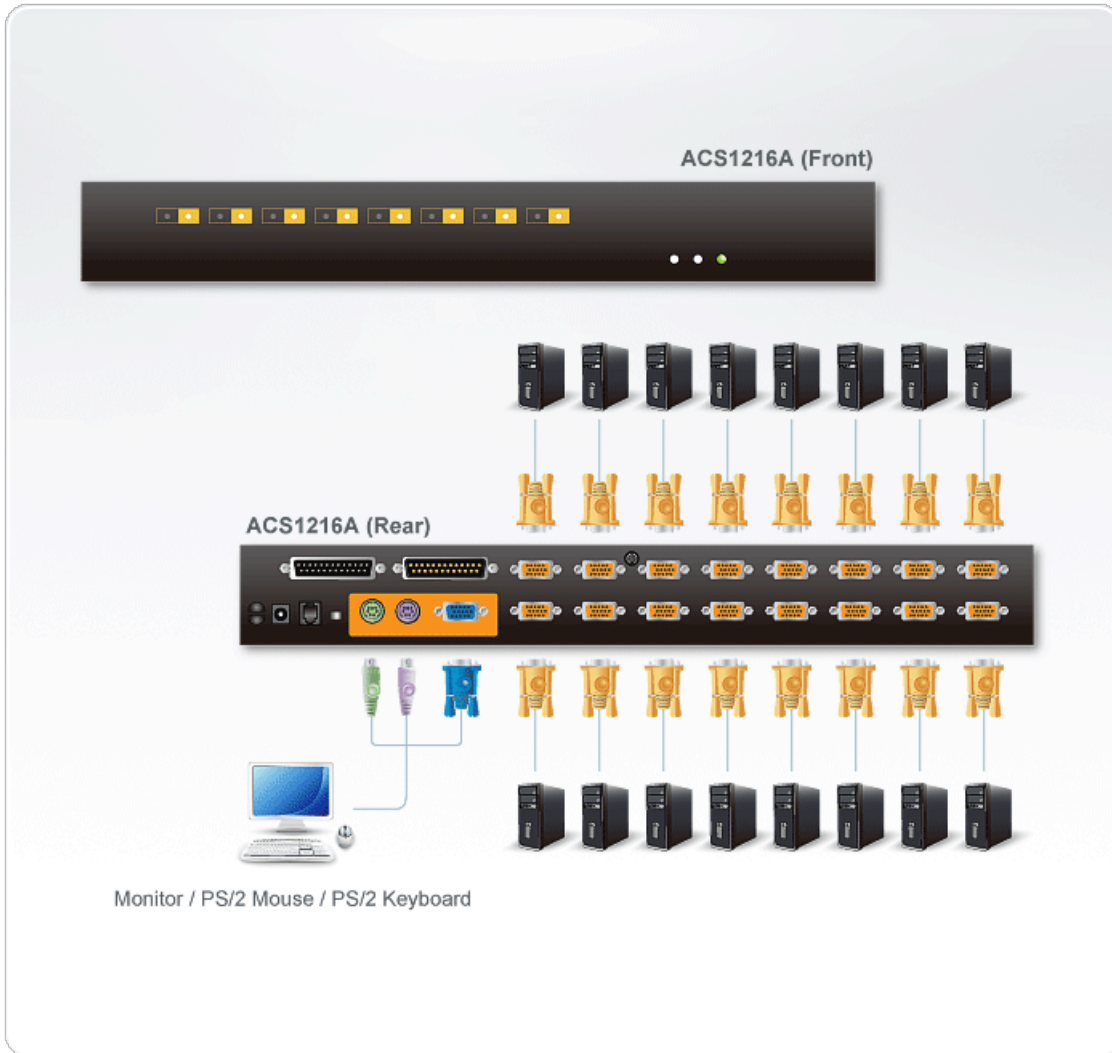 ACS1216A (Front)
ACS1216A (Rear)
Monitor / PS/2 Mouse / PS/2 Keyboard